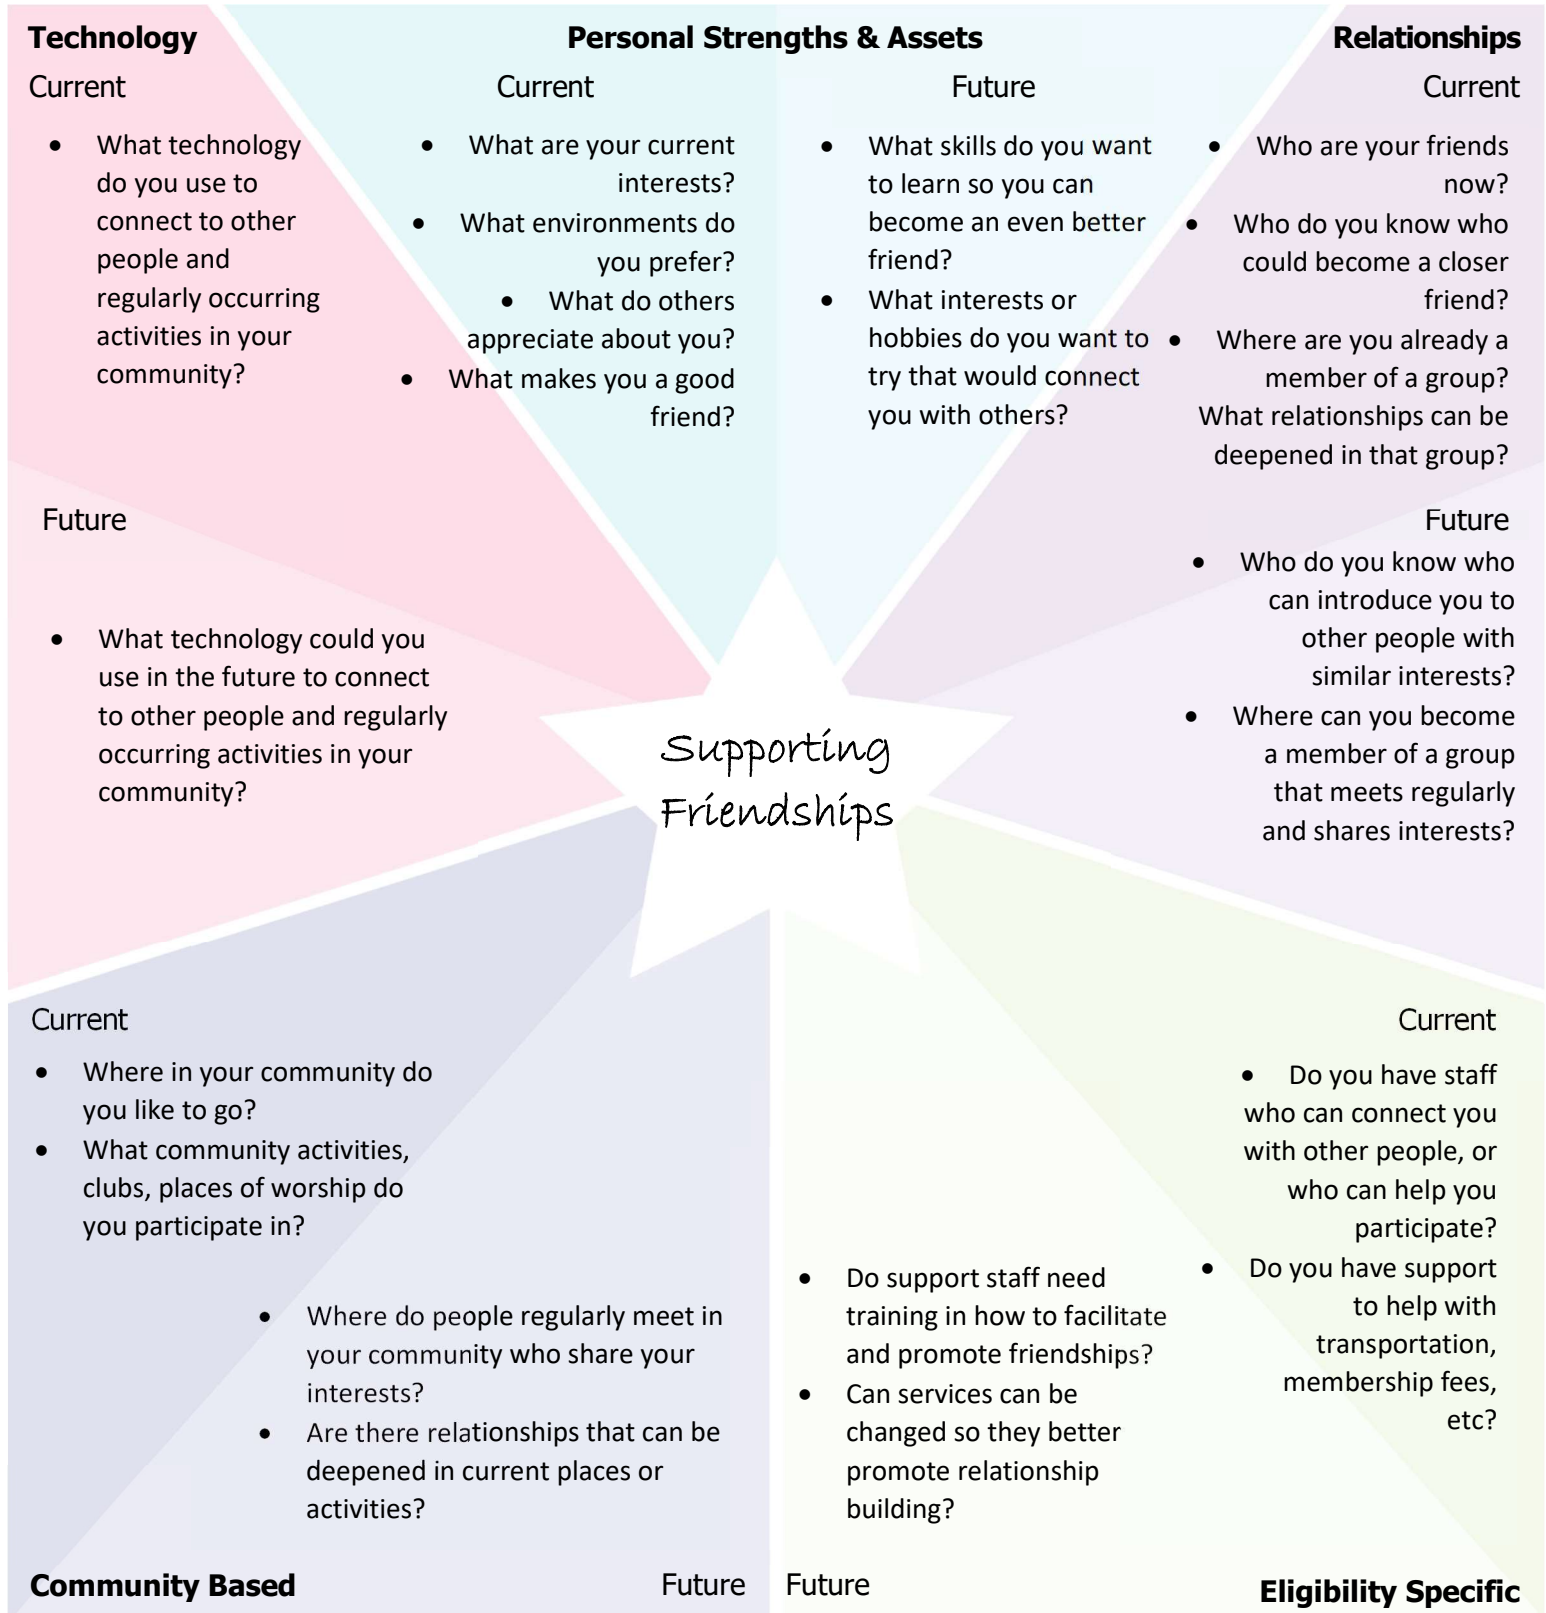 Technology
Current
• What technology
do you use to
connect to other
people and
regularly occurring
activities in your
community?
Future
• What technology could you
use in the future to connect
to other people and regularly
occurring activities in your
community?
Personal Strengths & Assets
Current
• What are your current
interests?
• What environments do
you prefer?
• What do others
appreciate about you?
• What makes you a good
friend?
Future
• What skills do you want
to learn so you can
become an even better
friend?
• What interests or
hobbies do you want to
try that would connect
you with others?
Relationships
Current
• Who are your friends
now?
• Who do you know who
could become a closer
friend?
• Where are you already a
member of a group?
What relationships can be
deepened in that group?
Future
• Who do you know who
can introduce you to
other people with
similar interests?
• Where can you become
a member of a group
that meets regularly
and shares interests?
Supporting
Friendships
Current
• Where in your community do
you like to go?
• What community activities,
clubs, places of worship do
you participate in?
• Where do people regularly meet in
your community who share your
interests?
• Are there relationships that can be
deepened in current places or
activities?
Community Based
Future
Current
• Do you have staff
who can connect you
with other people, or
who can help you
participate?
• Do you have support
to help with
transportation,
membership fees,
etc?
• Do support staff need
training in how to facilitate
and promote friendships?
• Can services can be
changed so they better
promote relationship
building?
Future
Eligibility Specific